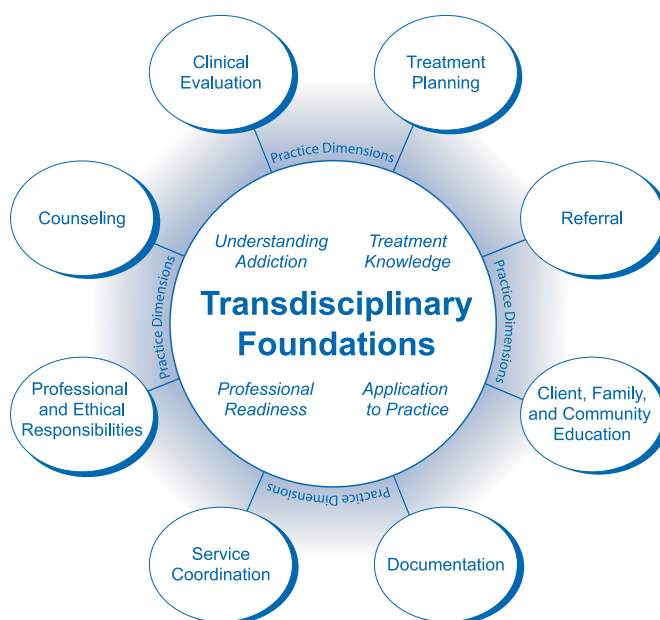 Clinical
Evaluation
Treatment
Planning
Practice Dimensions
Counseling
Referral
Understanding
Addiction
Treatment
Knowledge
Practice Dimensions
Practice Dimensions
Transdisciplinary
Foundations
Professional
and Ethical
Responsibilities
Professional
Readiness
Application
to Practice
Client, Family,
and Community
Education
Practice Dimensions
Service
Coordination
Documentation